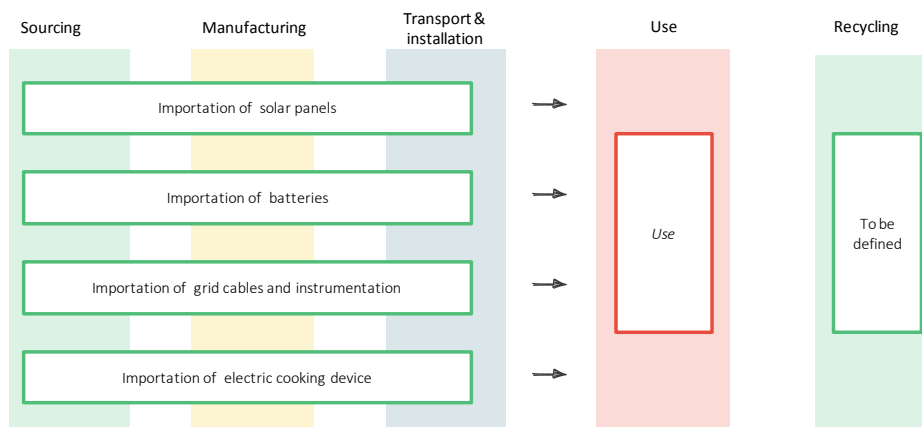 Sourcing
Manufacturing
Transport &
installation
Use
Recycling
Importation of solar panels
Importation of batteries
Importation of grid cables and instrumentation
Importation of electric cooking device
Use
To be
defined